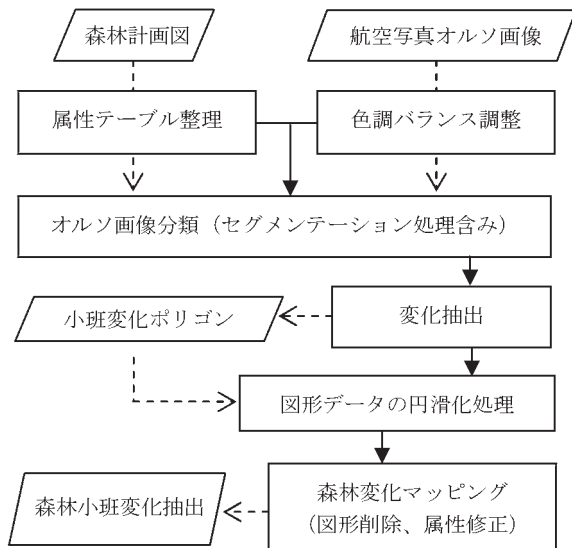 森林計画図
航空写真オルソ画像
属性テーブル整理
色調バランス調整
オルソ画像分類（セグメンテーション処理含み）
変化抽出
小班変化ポリゴン
図形データの円滑化処理
森林変化マッピング
（図形削除、属性修正）
森林小班変化抽出